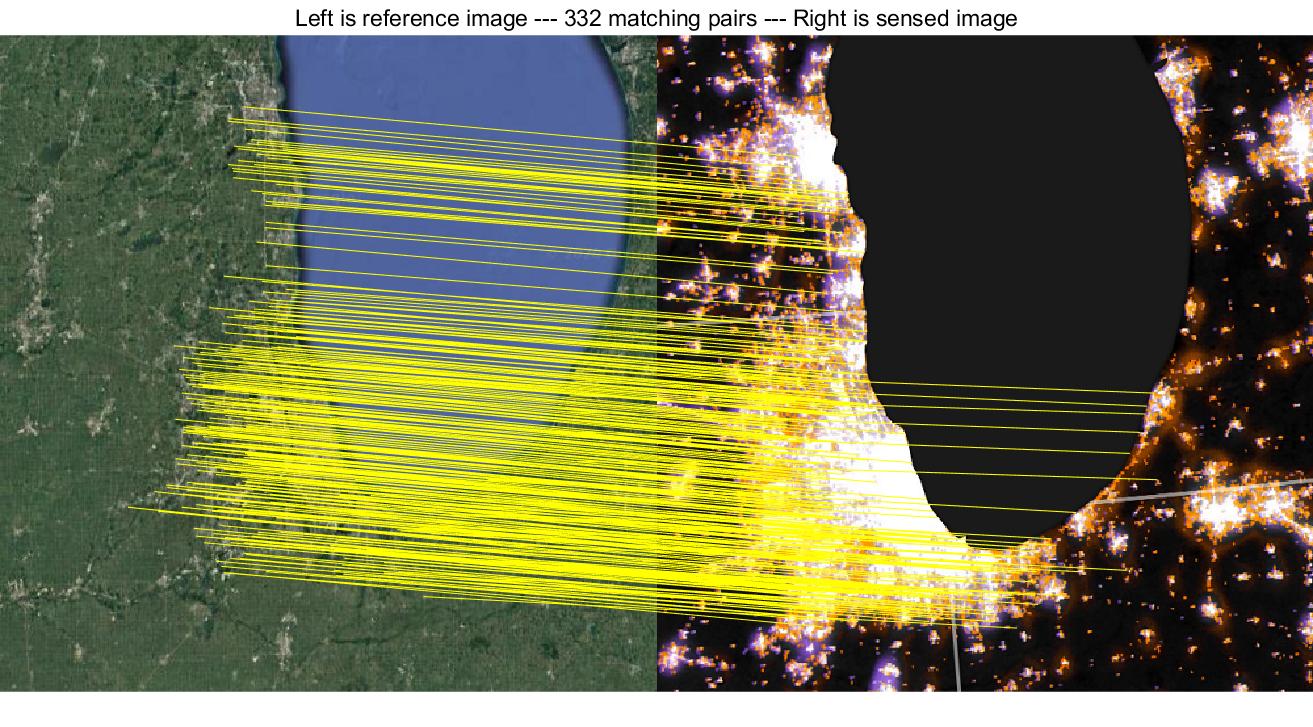 Left is reference image --- 332 matching pairs --- Right is sensed image